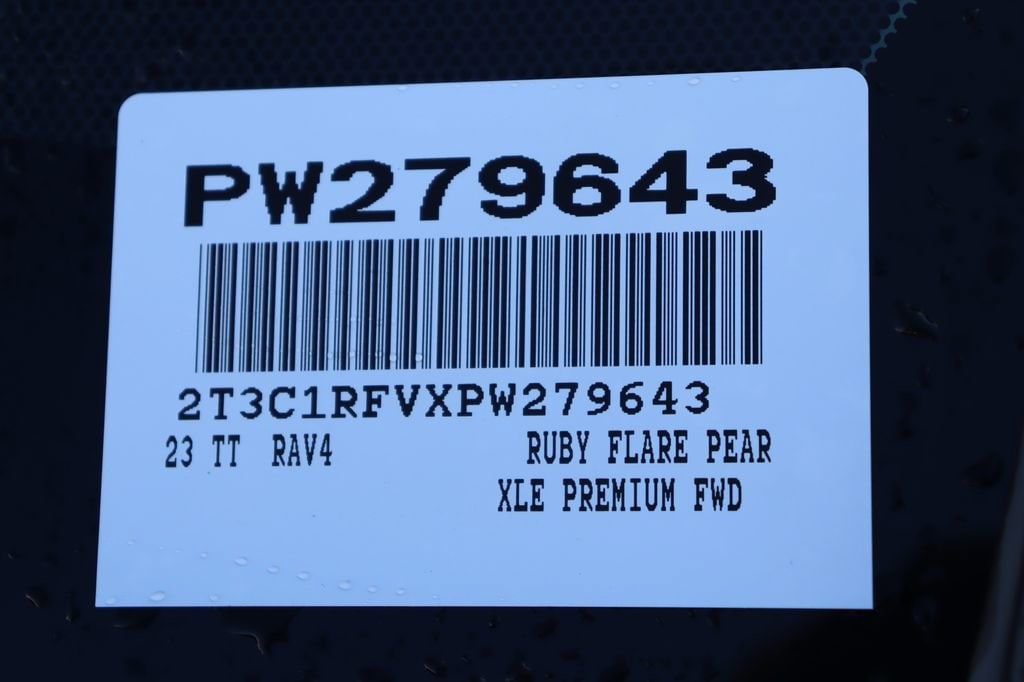 PW279643
2T3C1RFVXPW279643
23 TT RAV4 RUBY FLARE PEAR
XLE PREMIUM FWD